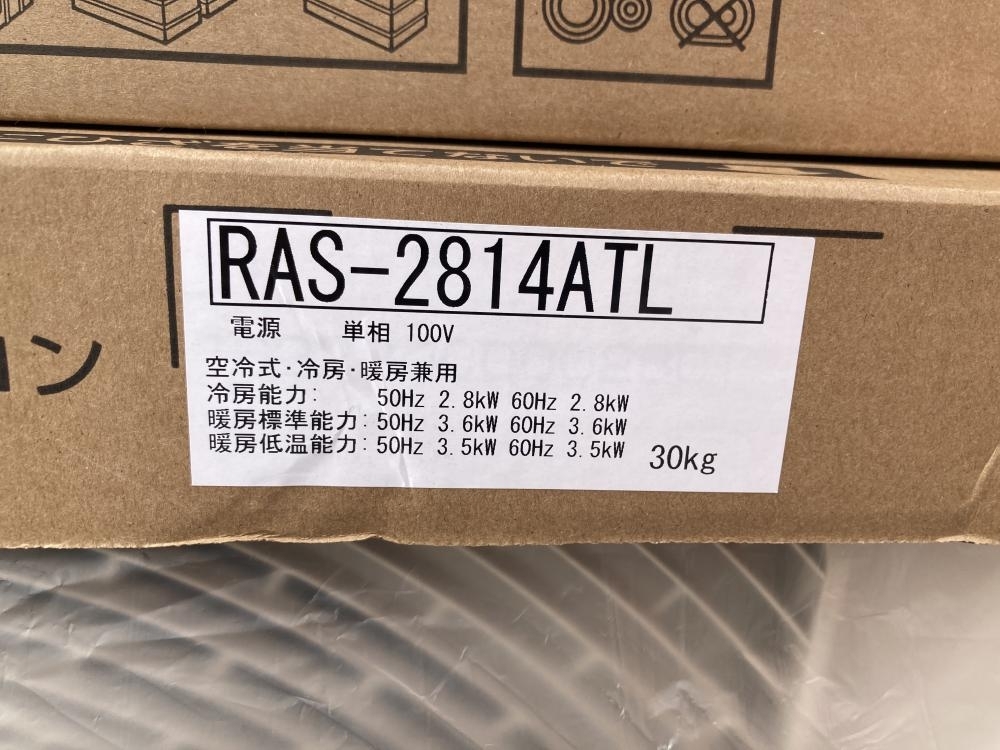 RAS-2814ATL
電源 単相 100V
空冷式・冷房・暖房兼用
冷房能力: 50Hz 2.8kW 60Hz 2.8kW
暖房標準能力: 50Hz 3.6kW 60Hz 3.6kW
暖房低温能力: 50Hz 3.5kW 60Hz 3.5kW
30kg
コン